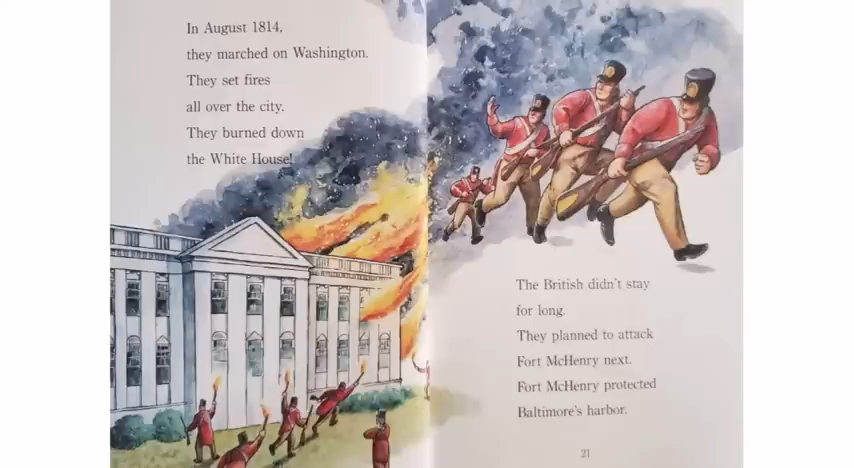 In August 1814,
they marched on Washington.
They set fires
all over the city.
They burned down
the White House!
The British didn't stay
for long.
They planned to attack
Fort McHenry next.
Fort McHenry protected
Baltimore's harbor.
21